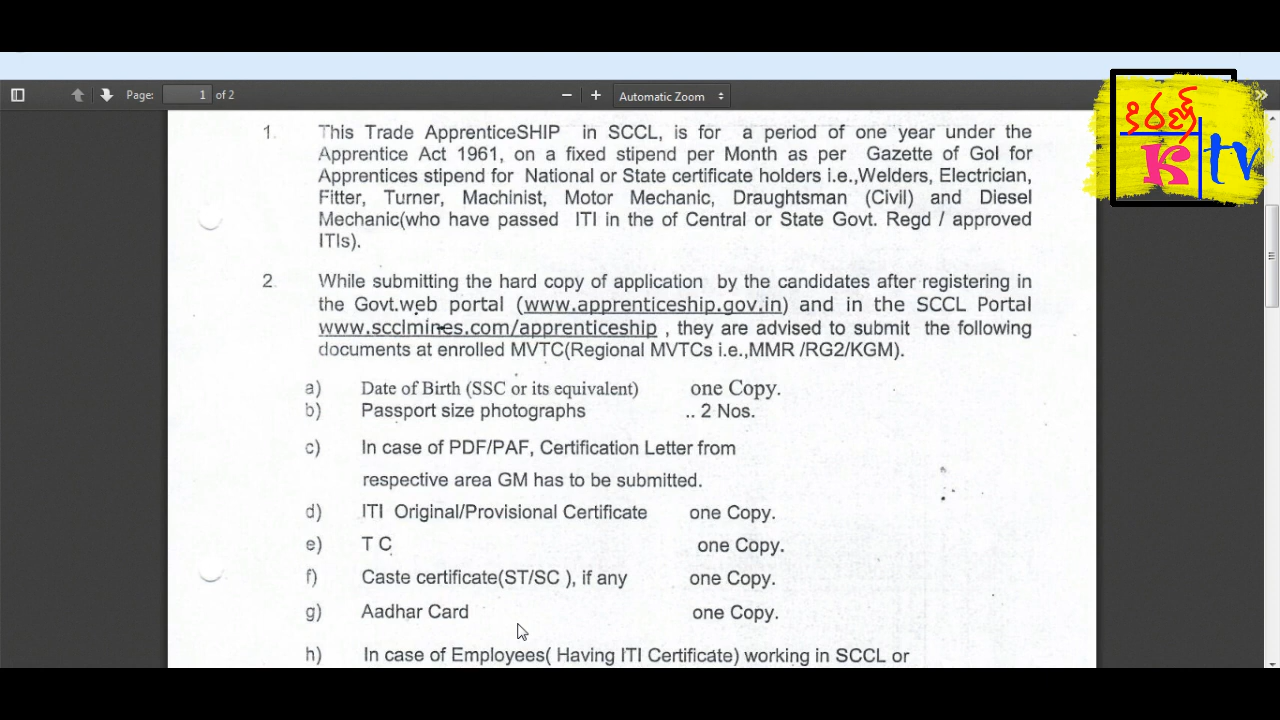 Page: 1 of 2
Automatic Zoom
కిరణ్
K tv
1. This Trade ApprenticeSHIP in SCCL, is for a period of one year under the
Apprentice Act 1961, on a fixed stipend per Month as per Gazette of GoI for
Apprentices stipend for National or State certificate holders i.e.,Welders, Electrician,
Fitter, Turner, Machinist, Motor Mechanic, Draughtsman (Civil) and Diesel
Mechanic(who have passed ITI in the of Central or State Govt. Regd / approved
ITIs).
2. While submitting the hard copy of application by the candidates after registering in
the Govt.web portal (www.apprenticeship.gov.in) and in the SCCL Portal
www.scclmines.com/apprenticeship , they are advised to submit the following
documents at enrolled MVTC(Regional MVTCs i.e.,MMR /RG2/KGM).
a) Date of Birth (SSC or its equivalent) one Copy.
b) Passport size photographs .. 2 Nos.
c) In case of PDF/PAF, Certification Letter from
respective area GM has to be submitted.
d) ITI Original/Provisional Certificate one Copy.
e) T C one Copy.
f) Caste certificate(ST/SC ), if any one Copy.
g) Aadhar Card one Copy.
h) In case of Employees( Having ITI Certificate) working in SCCL or